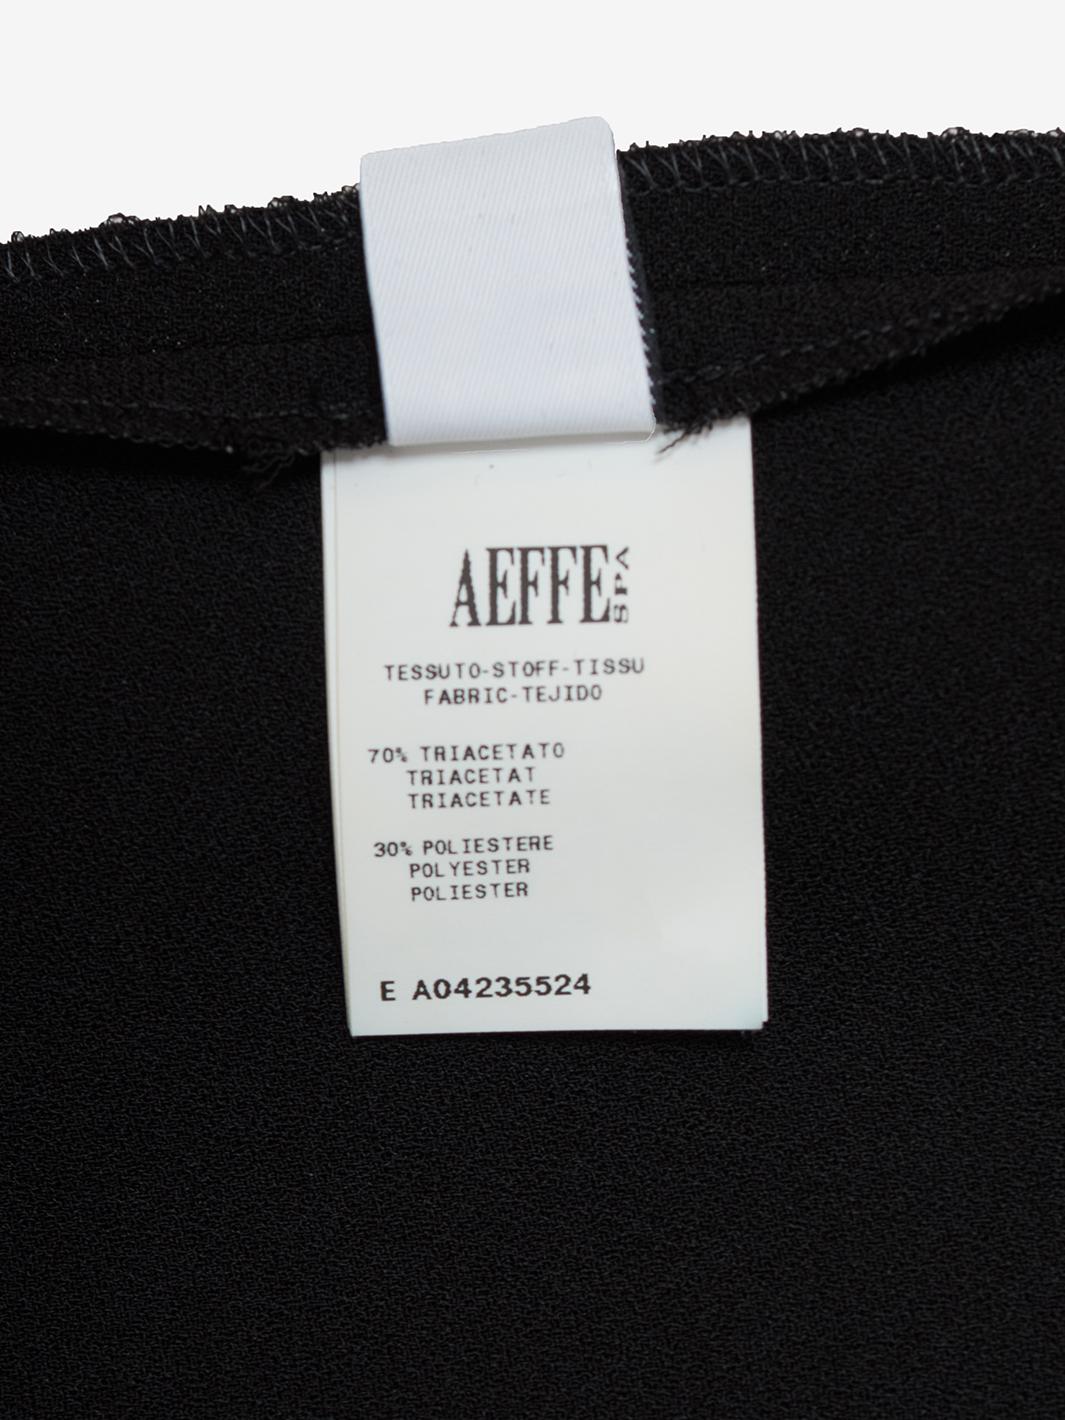 AEFFE SPA
TESSUTO-STOFF-TISSU
FABRIC-TEJIDO
70% TRIACETATO
TRIACETAT
TRIACETATE
30% POLIESTERE
POLYESTER
POLIESTER
E A04235524